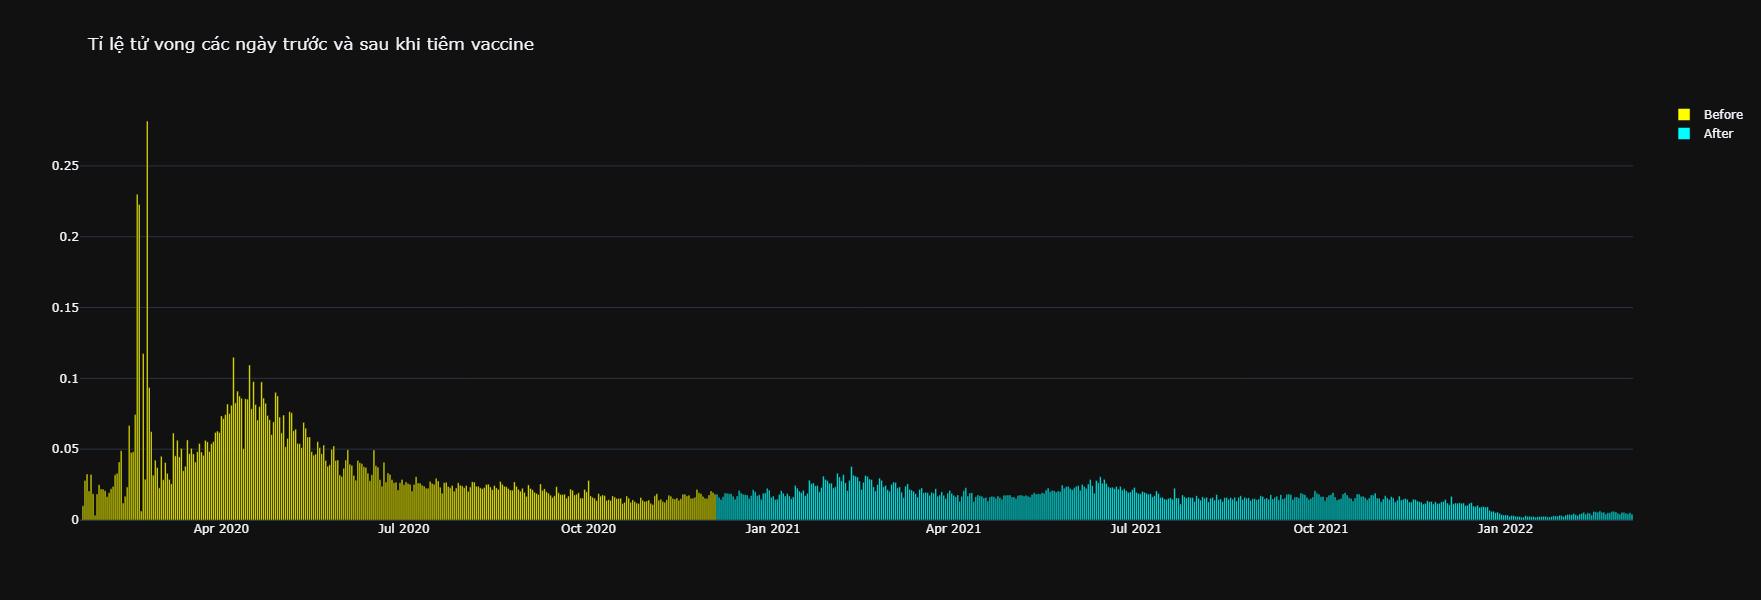 Tỉ lệ tử vong các ngày trước và sau khi tiêm vaccine
Before
After
0.25
0.2
0.15
0.1
0.05
0
Apr 2020
Jul 2020
Oct 2020
Jan 2021
Apr 2021
Jul 2021
Oct 2021
Jan 2022